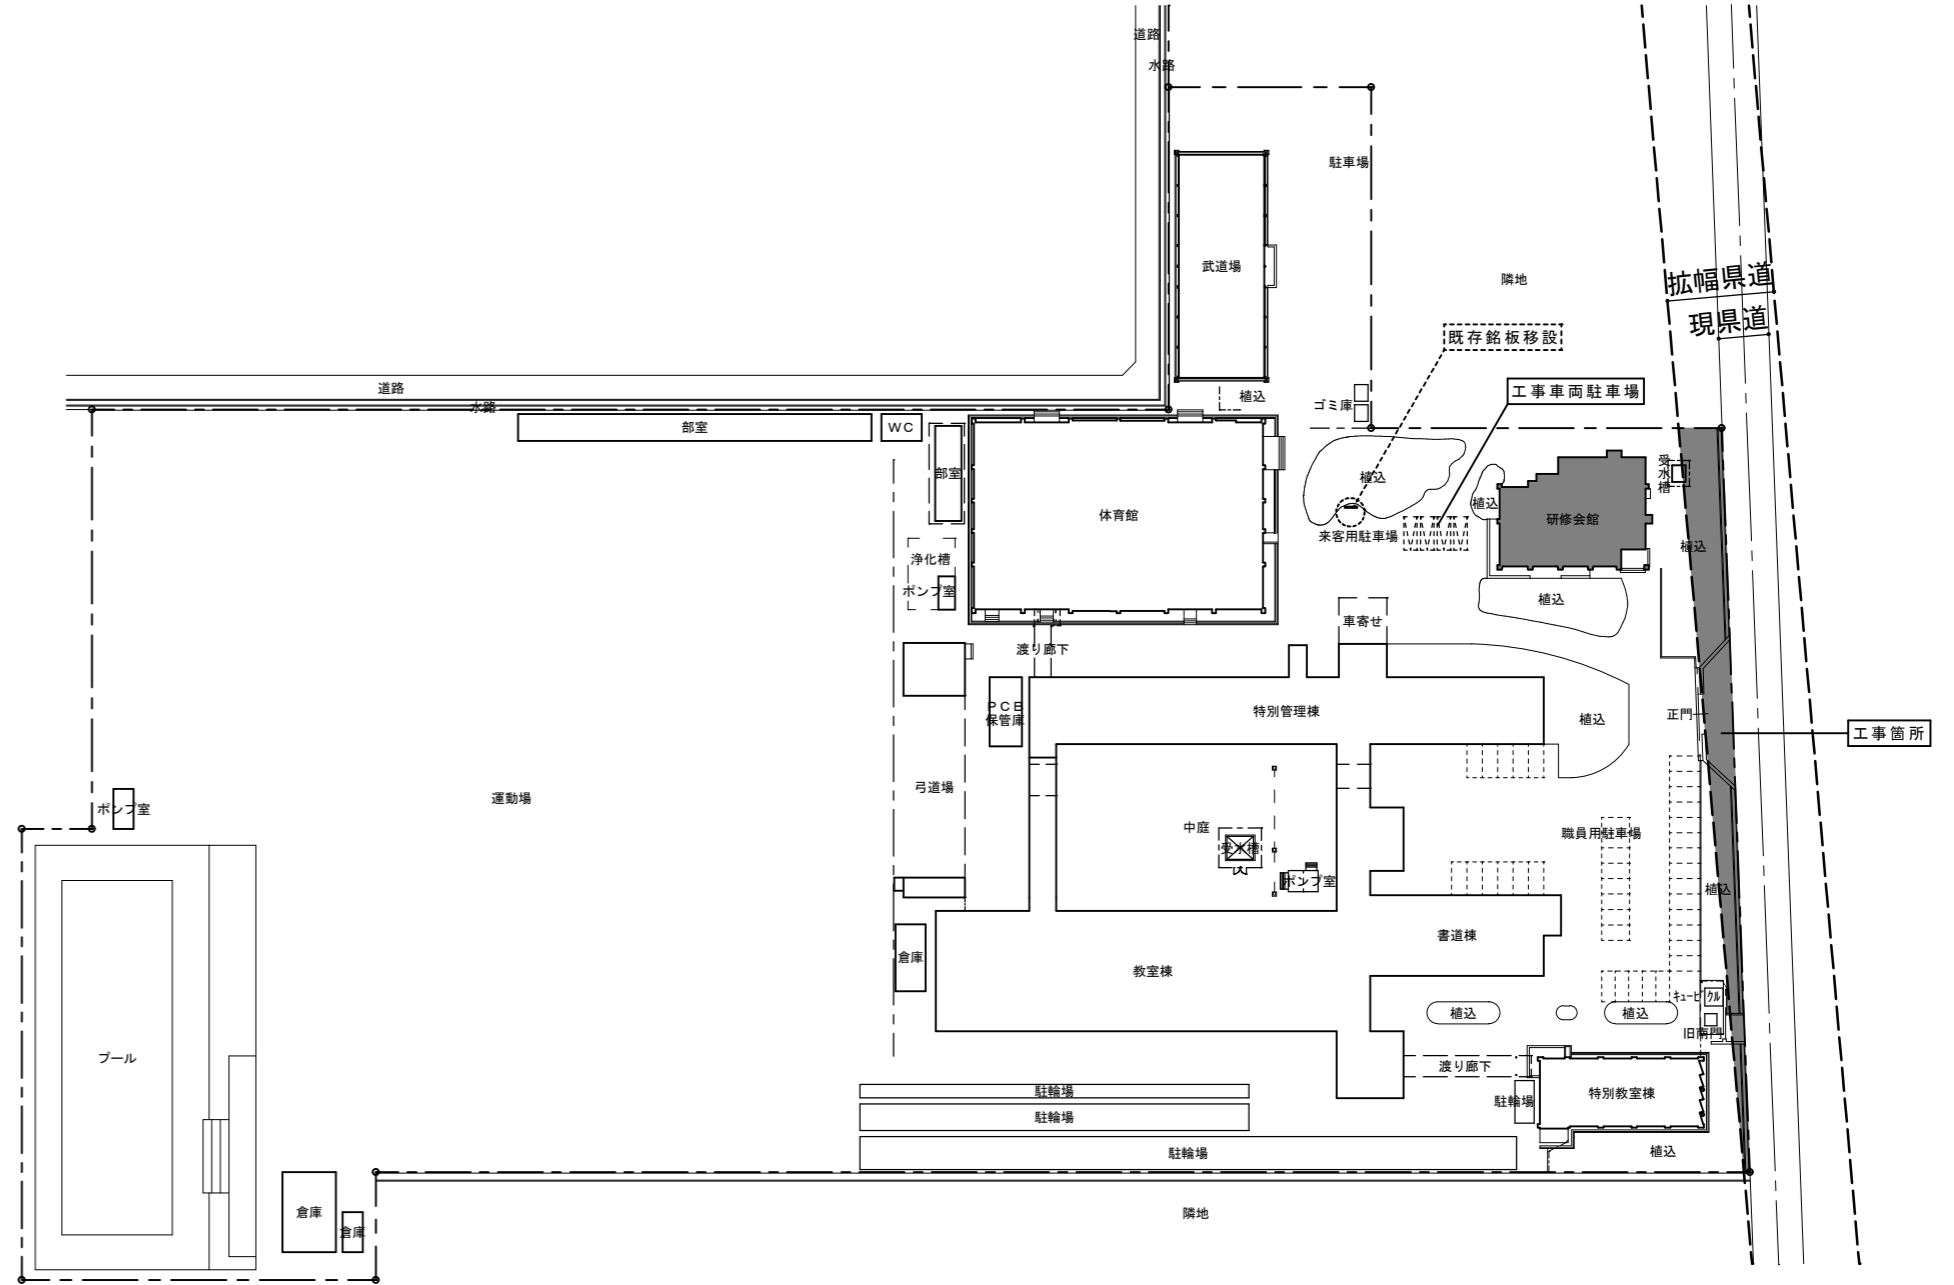 道路
水路
駐車場
武道場
隣地
拡幅県道
現県道
既存銘板移設
工事車両駐車場
道路
水路
植込
ゴミ庫
部室
WC
部室
体育館
植込
植込
受水槽
研修会館
来客用駐車場
植込
浄化槽
ポンプ室
植込
車寄せ
渡り廊下
PCB
保管庫
特別管理棟
植込
正門
工事箇所
弓道場
運動場
ポンプ室
中庭
受水槽
ポンプ室
職員用駐車場
植込
書道棟
倉庫
教室棟
キュービクル
植込
植込
旧南門
プール
渡り廊下
駐輪場
特別教室棟
駐輪場
駐輪場
駐輪場
植込
倉庫
倉庫
隣地